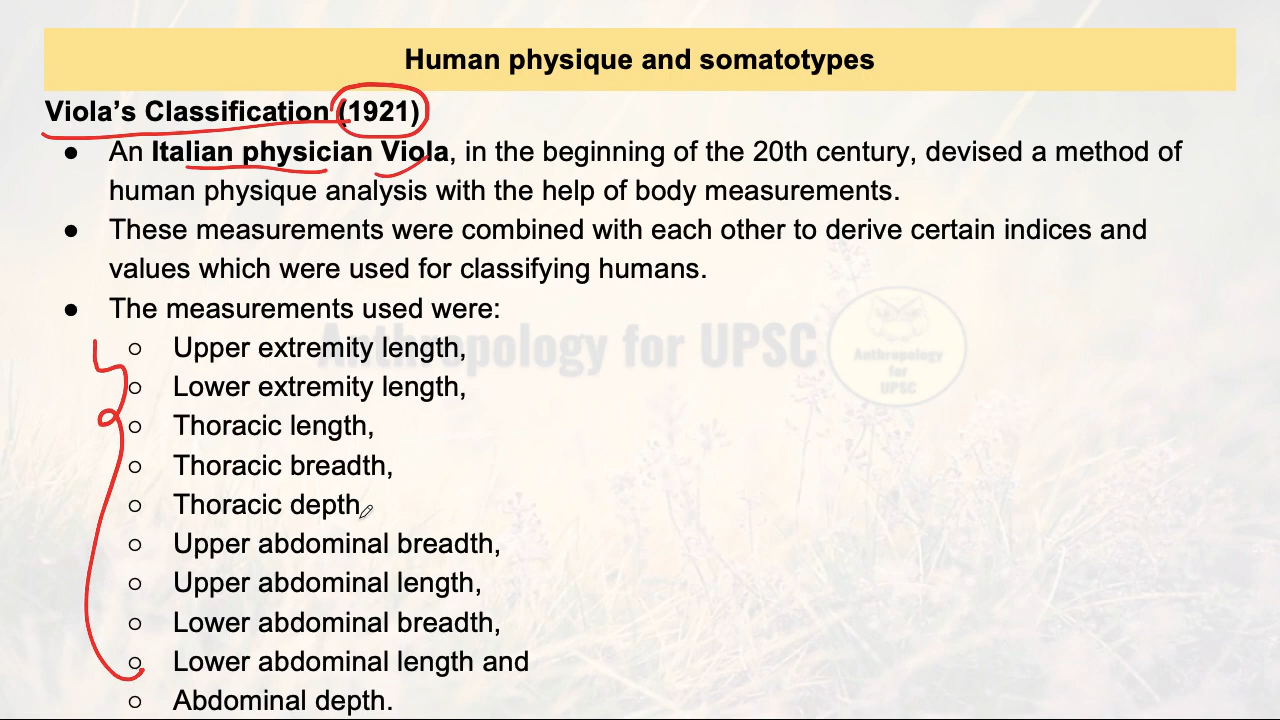 Human physique and somatotypes
Viola’s Classification (1921)
● An Italian physician Viola, in the beginning of the 20th century, devised a method of
human physique analysis with the help of body measurements.
● These measurements were combined with each other to derive certain indices and
values which were used for classifying humans.
● The measurements used were:
○ Upper extremity length,
○ Lower extremity length,
○ Thoracic length,
○ Thoracic breadth,
○ Thoracic depth,
○ Upper abdominal breadth,
○ Upper abdominal length,
○ Lower abdominal breadth,
○ Lower abdominal length and
○ Abdominal depth.
Anthropology for UPSC
Anthropology
for
UPSC